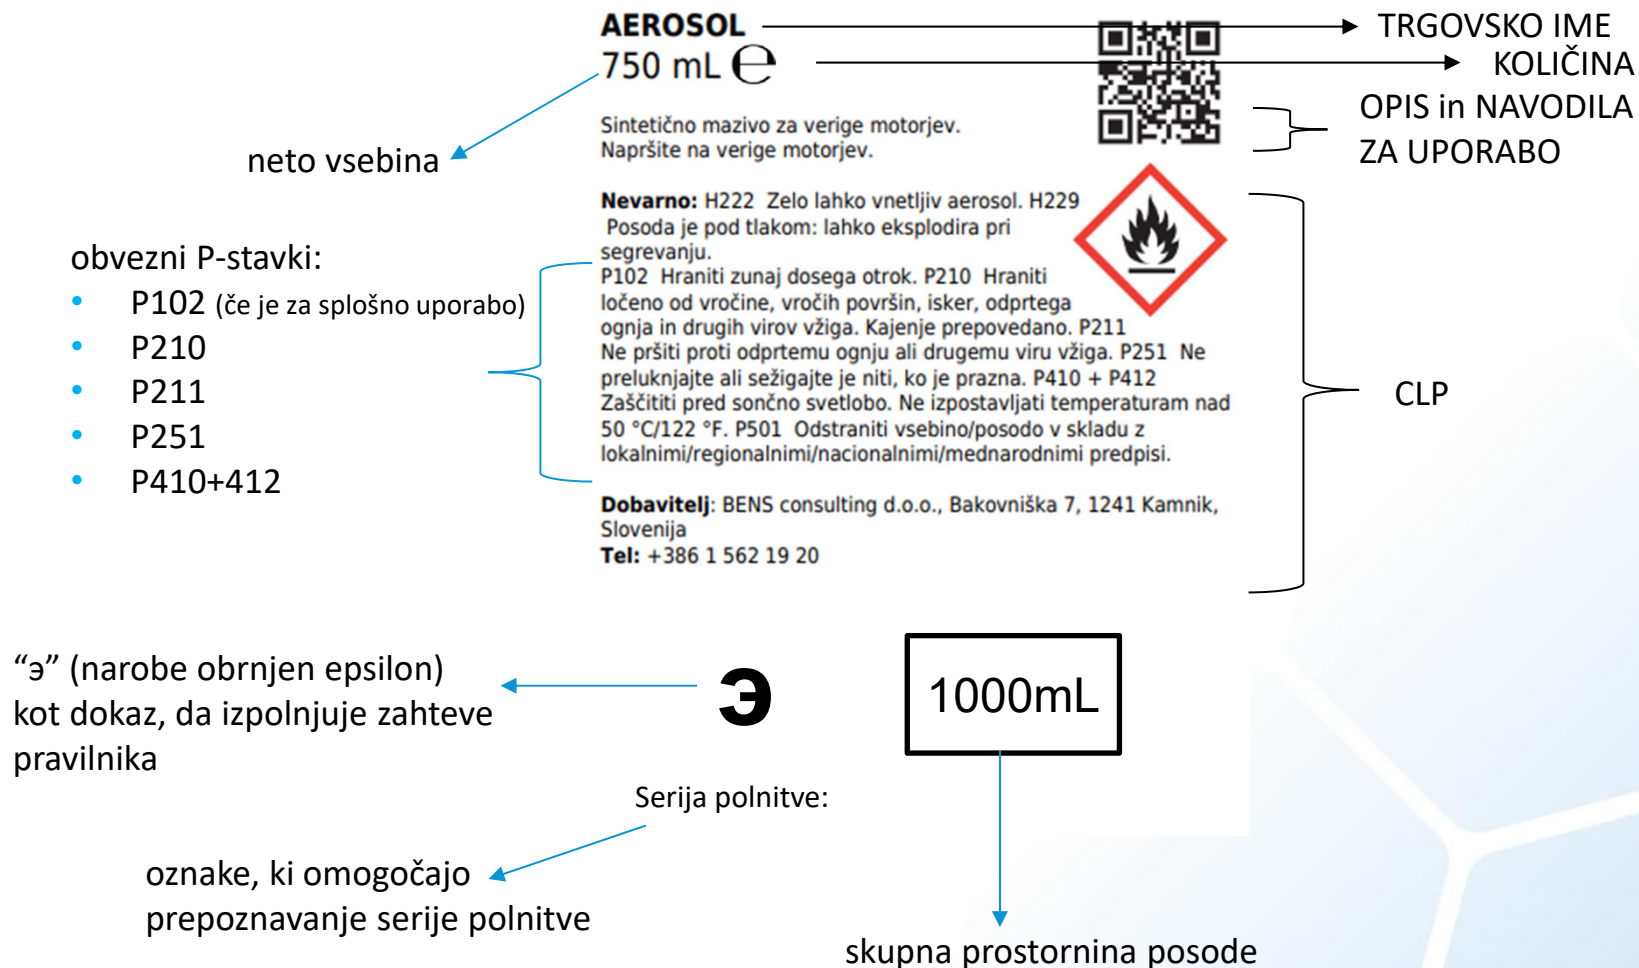 AEROSOL
750 mL ℮
TRGOVSKO IME
KOLIČINA
OPIS in NAVODILA
ZA UPORABO
neto vsebina
Sintetično mazivo za verige motorjev.
Napršite na verige motorjev.
Nevarno: H222 Zelo lahko vnetljiv aerosol. H229
Posoda je pod tlakom: lahko eksplodira pri
segrevanju.
P102 Hraniti zunaj dosega otrok. P210 Hraniti
ločeno od vročine, vročih površin, isker, odprtega
ognja in drugih virov vžiga. Kajenje prepovedano. P211
Ne pršiti proti odprtemu ognju ali drugemu viru vžiga. P251 Ne
preluknjajte ali sežigajte je niti, ko je prazna. P410 + P412
Zaščititi pred sončno svetlobo. Ne izpostavljati temperaturam nad
50 °C/122 °F. P501 Odstraniti vsebino/posodo v skladu z
lokalnimi/regionalnimi/nacionalnimi/mednarodnimi predpisi.
Dobavitelj: BENS consulting d.o.o., Bakovniška 7, 1241 Kamnik,
Slovenija
Tel: +386 1 562 19 20
obvezni P-stavki:
• P102 (če je za splošno uporabo)
• P210
• P211
• P251
• P410+412
CLP
“э” (narobe obrnjen epsilon)
kot dokaz, da izpolnjuje zahteve
pravilnika
э
1000mL
Serija polnitve:
oznake, ki omogočajo
prepoznavanje serije polnitve
skupna prostornina posode